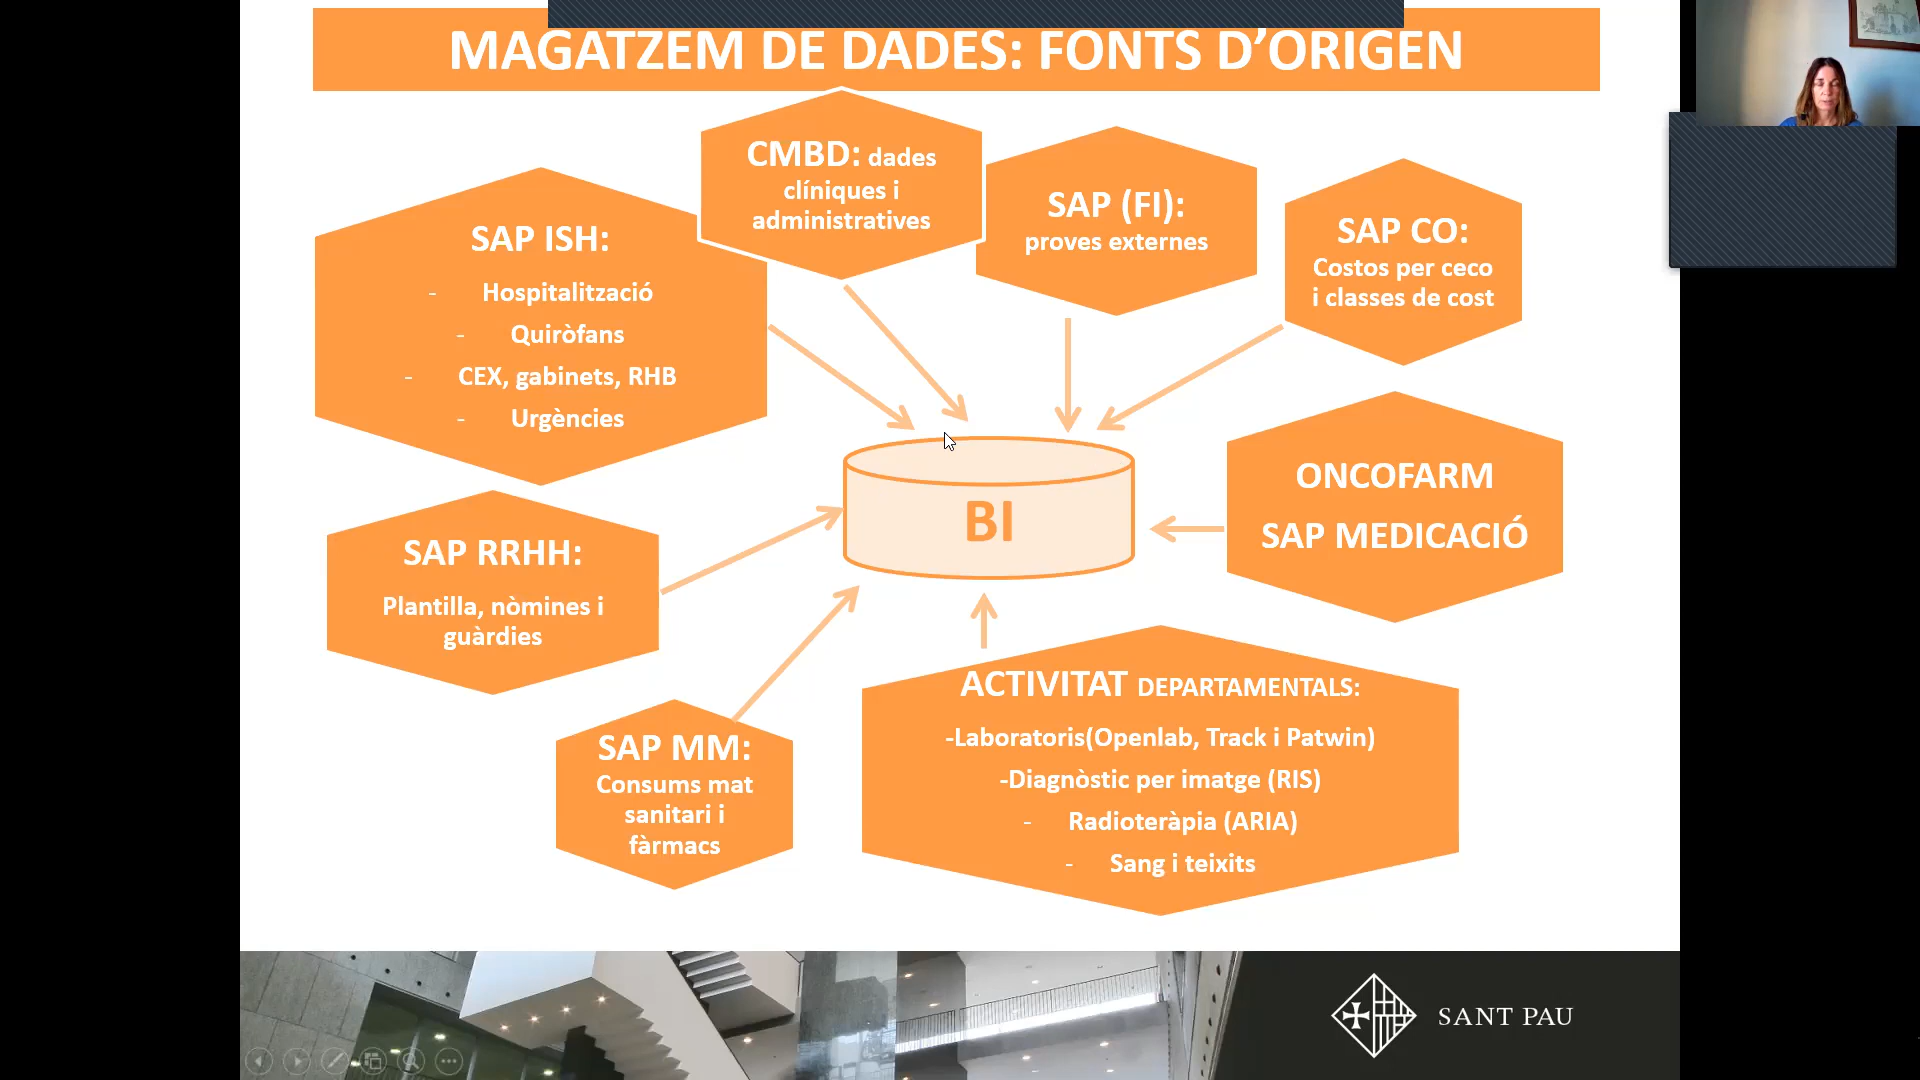 MAGATZEM DE DADES: FONTS D’ORIGEN
CMBD: dades
clíniques i
administratives
SAP (FI):
proves externes
SAP CO:
Costos per ceco
i classes de cost
SAP ISH:
- Hospitalització
- Quiròfans
- CEX, gabinets, RHB
- Urgències
BI
ONCOFARM
SAP MEDICACIÓ
SAP RRHH:
Plantilla, nòmines i
guàrdies
SAP MM:
Consums mat
sanitari i
fàrmacs
ACTIVITAT DEPARTAMENTALS:
-Laboratoris(Openlab, Track i Patwin)
-Diagnòstic per imatge (RIS)
- Radioteràpia (ARIA)
- Sang i teixits
SANT PAU